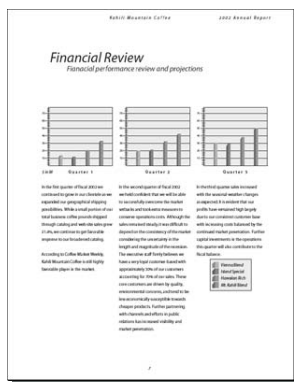 Kohili Mountain Coffee 2002 Annual Report
Financial Review
Fianacial performance review and projections
Quarter 1 Quarter 2 Quarter 3
In the first quarter of fiscal 2002 we
continued to grow in our clientele as we
expanded our geographical shipping
possibilities. While a small portion of our
total business coffee provide shipped
through catalog and web site sales grew
21.6%, we continue to get favorable
response to our broadened catalog.
According to Coffee Market Weekly,
Kohili Mountain Coffee is still highly
favorable player in the market.
In the second quarter of fiscal 2002
we held confident that we will be able
to successfully overcome the market
setbacks and took extra measures to
conserve operations costs. Although the
sales remained steady, it was difficult to
depend on the consistency of the market
considering the uncertainty in the
length and magnitude of the recession.
The executive staff firmly believes we
have a very loyal customer based with
approximately 50% of our customers
accounting for 70% of our sales. These
core customers are driven by quality,
environmental concerns, and tend to be
less economically susceptible towards
cheaper products. Further partnering
with channels and efforts in public
relations has increased visibility and
market penetration.
In the third quarter sales increased
with the seasonal weather changes
as expected. It is evident that our
profits have remained high largely
due to our consistent customer base
with increasing costs balanced by the
continued market penetration. Further
capital investments in the operations
this quarter will also contribute to the
fiscal balance.
Vienna Blend
Island Special
Hawaiian Rich
Mt. Kohili Blend
7